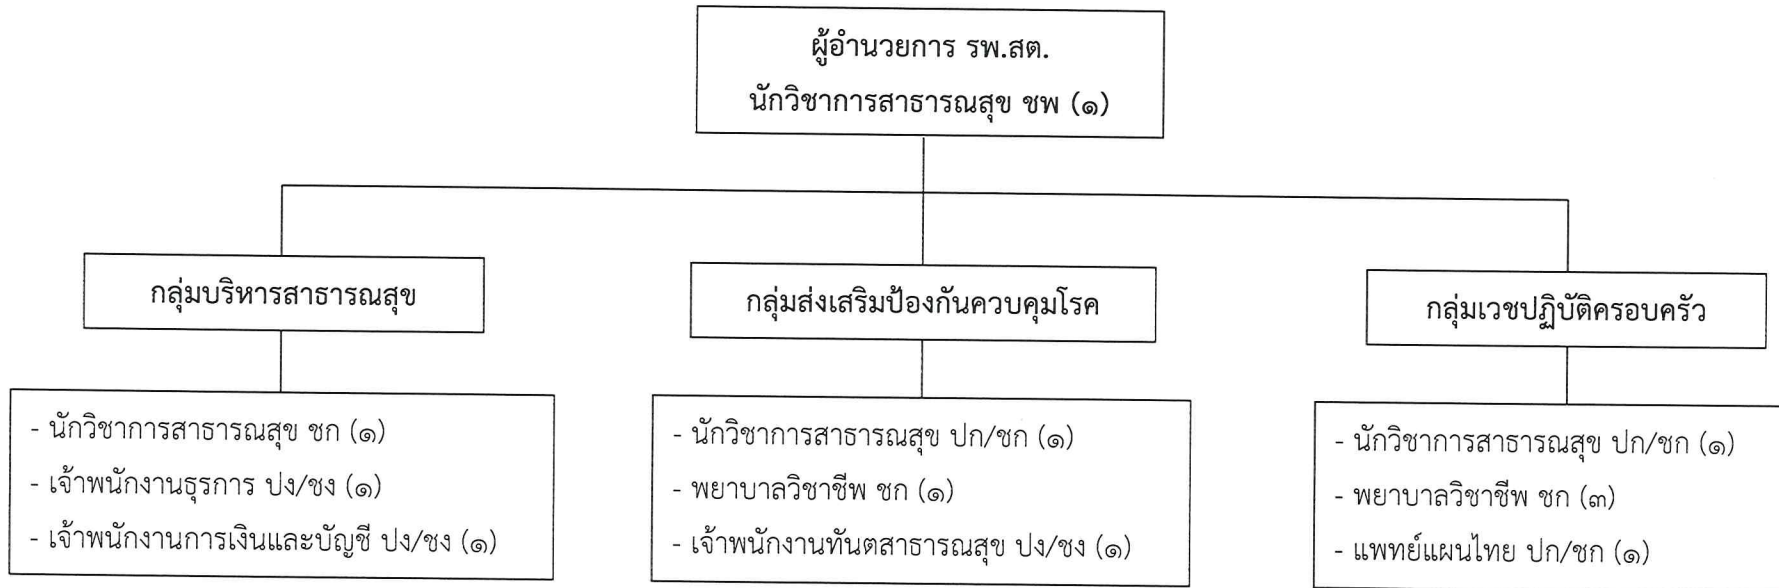 ผู้อำนวยการ รพ.สต.
นักวิชาการสาธารณสุข ชพ (๑)
กลุ่มบริหารสาธารณสุข
- นักวิชาการสาธารณสุข ชก (๑)
- เจ้าพนักงานธุรการ ปง/ชง (๑)
- เจ้าพนักงานการเงินและบัญชี ปง/ชง (๑)
กลุ่มส่งเสริมป้องกันควบคุมโรค
- นักวิชาการสาธารณสุข ปก/ชก (๑)
- พยาบาลวิชาชีพ ชก (๑)
- เจ้าพนักงานทันตสาธารณสุข ปง/ชง (๑)
กลุ่มเวชปฏิบัติครอบครัว
- นักวิชาการสาธารณสุข ปก/ชก (๑)
- พยาบาลวิชาชีพ ชก (๓)
- แพทย์แผนไทย ปก/ชก (๑)